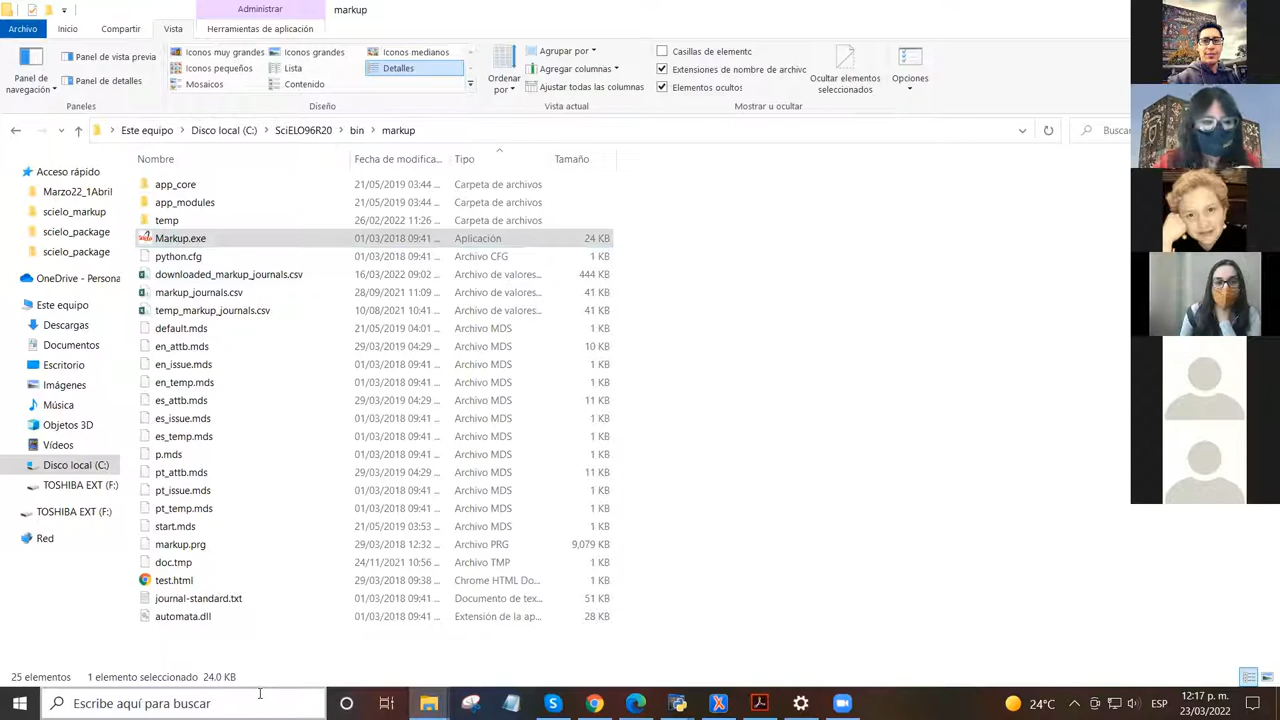 Administrar
markup
Archivo
Inicio
Compartir
Vista
Herramientas de aplicación
Panel de navegación
Panel de vista previa
Panel de detalles
Paneles
Iconos muy grandes
Iconos grandes
Iconos medianos
Iconos pequeños
Lista
Detalles
Mosaicos
Contenido
Diseño
Ordenar por
Agrupar por
Agregar columnas
Ajustar todas las columnas
Vista actual
Casillas de elemento
Extensiones de nombre de archivo
Elementos ocultos
Ocultar elementos seleccionados
Mostrar u ocultar
Opciones
Este equipo
Disco local (C:)
SciELO96R20
bin
markup
Busca
Acceso rápido
Marzo22_1Abril
scielo_markup
scielo_package
scielo_package
OneDrive - Persona
Este equipo
Descargas
Documentos
Escritorio
Imágenes
Música
Objetos 3D
Vídeos
Disco local (C:)
TOSHIBA EXT (F:)
TOSHIBA EXT (F:)
Red
Nombre Fecha de modifica... Tipo Tamaño
app_core 21/05/2019 03:44 ... Carpeta de archivos
app_modules 21/05/2019 03:44 ... Carpeta de archivos
temp 26/02/2022 11:26 ... Carpeta de archivos
Markup.exe 01/03/2018 09:41 ... Aplicación 24 KB
python.cfg 01/03/2018 09:41 ... Archivo CFG 1 KB
downloaded_markup_journals.csv 16/03/2022 09:02 ... Archivo de valores... 444 KB
markup_journals.csv 28/09/2021 11:09 ... Archivo de valores... 41 KB
temp_markup_journals.csv 10/08/2021 10:41 ... Archivo de valores... 41 KB
default.mds 21/05/2019 04:01 ... Archivo MDS 1 KB
en_attb.mds 29/03/2019 04:29 ... Archivo MDS 10 KB
en_issue.mds 01/03/2018 09:41 ... Archivo MDS 1 KB
en_temp.mds 01/03/2018 09:41 ... Archivo MDS 1 KB
es_attb.mds 29/03/2019 04:29 ... Archivo MDS 11 KB
es_issue.mds 01/03/2018 09:41 ... Archivo MDS 1 KB
es_temp.mds 01/03/2018 09:41 ... Archivo MDS 1 KB
p.mds 01/03/2018 09:41 ... Archivo MDS 1 KB
pt_attb.mds 29/03/2019 04:29 ... Archivo MDS 11 KB
pt_issue.mds 01/03/2018 09:41 ... Archivo MDS 1 KB
pt_temp.mds 01/03/2018 09:41 ... Archivo MDS 1 KB
start.mds 21/05/2019 03:53 ... Archivo MDS 1 KB
markup.prg 29/03/2018 12:32 ... Archivo PRG 9,079 KB
doc.tmp 24/11/2021 10:56 ... Archivo TMP 1 KB
test.html 29/03/2018 09:38 ... Chrome HTML Do... 1 KB
journal-standard.txt 01/03/2018 09:41 ... Documento de tex... 51 KB
automata.dll 01/03/2018 09:41 ... Extensión de la ap... 28 KB
25 elementos 1 elemento seleccionado 24.0 KB
Escribe aquí para buscar
24°C
ESP
12:17 p. m.
23/03/2022